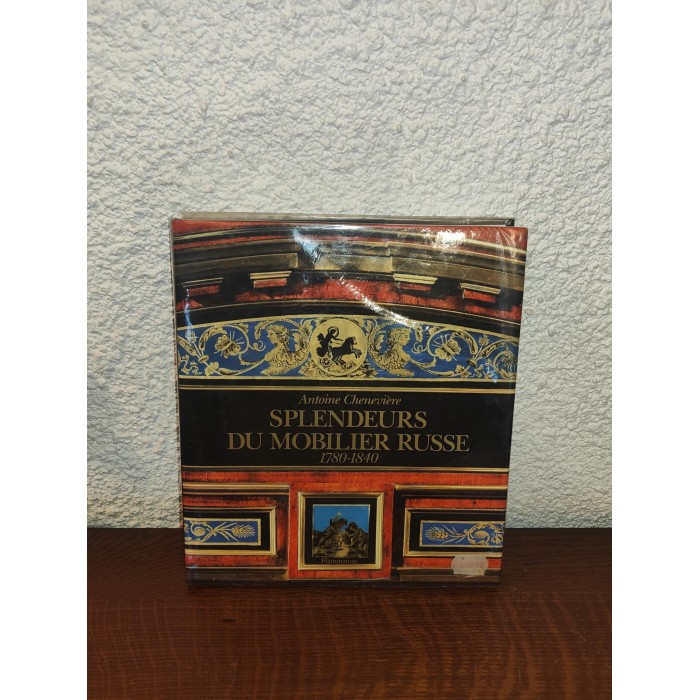 Antoine Chenevière
SPLENDEURS
DU MOBILIER RUSSE
1780-1840
Flammarion